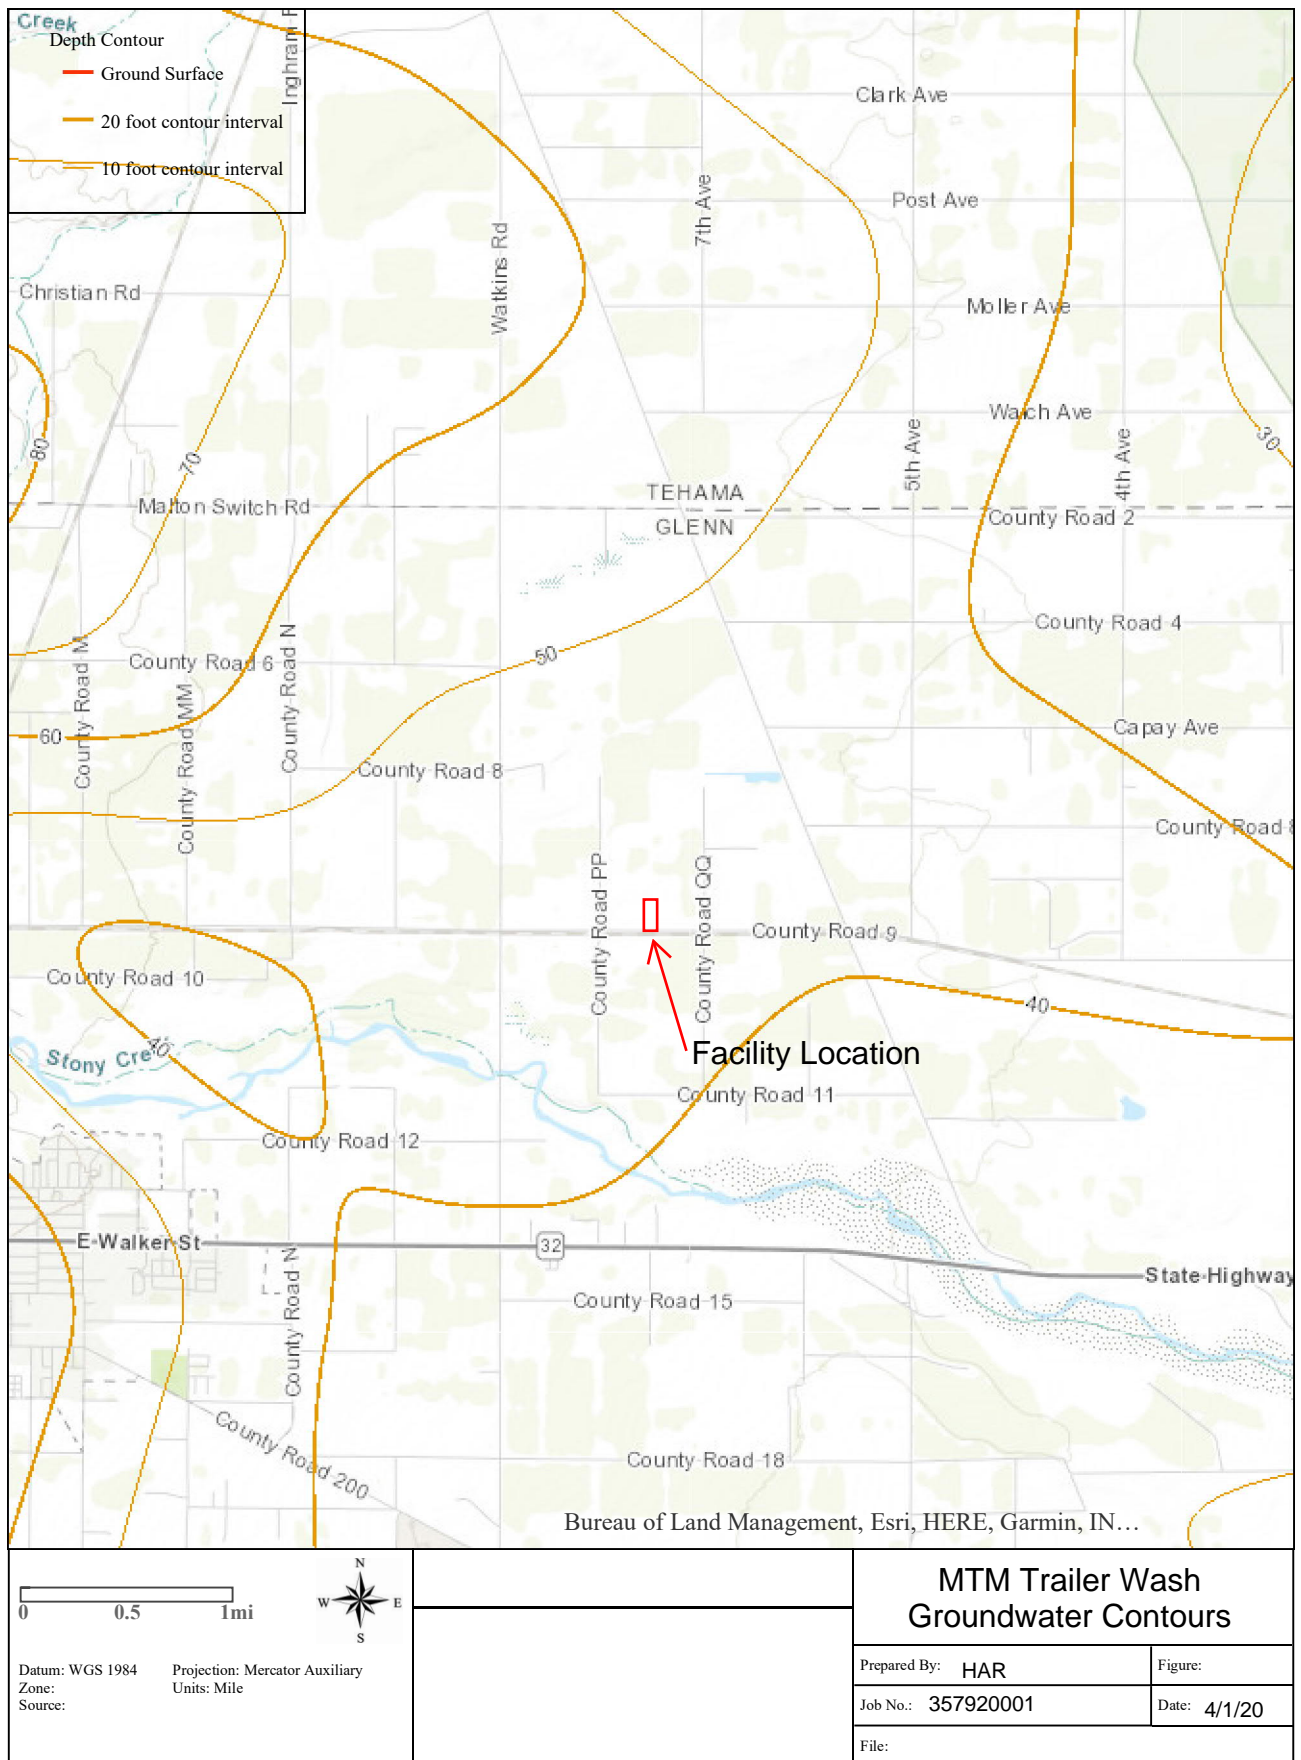 Creek
Depth Contour
Ground Surface
20 foot contour interval
10 foot contour interval
Clark Ave
Post Ave
7th Ave
Watkins Rd
Christian Rd
Moller Ave
Walch Ave
5th Ave
4th Ave
30
80
70
TEHAMA
GLENN
Malton Switch Rd
County Road 2
County Road 4
County Road M
County Road MM
County Road N
County Road 6
50
60
County Road 8
Capay Ave
County Road 8
County Road PP
County Road QQ
County Road 9
County Road 10
40
40
Facility Location
Stony Creek
County Road 11
County Road 12
E Walker St
32
State Highway
County Road N
County Road 15
County Road 200
County Road 18
Bureau of Land Management, Esri, HERE, Garmin, IN…
0 0.5 1mi
N
W E
S
Datum: WGS 1984 Projection: Mercator Auxiliary
Zone: Units: Mile
Source:
MTM Trailer Wash
Groundwater Contours
Prepared By: HAR Figure:
Job No.: 357920001 Date: 4/1/20
File: